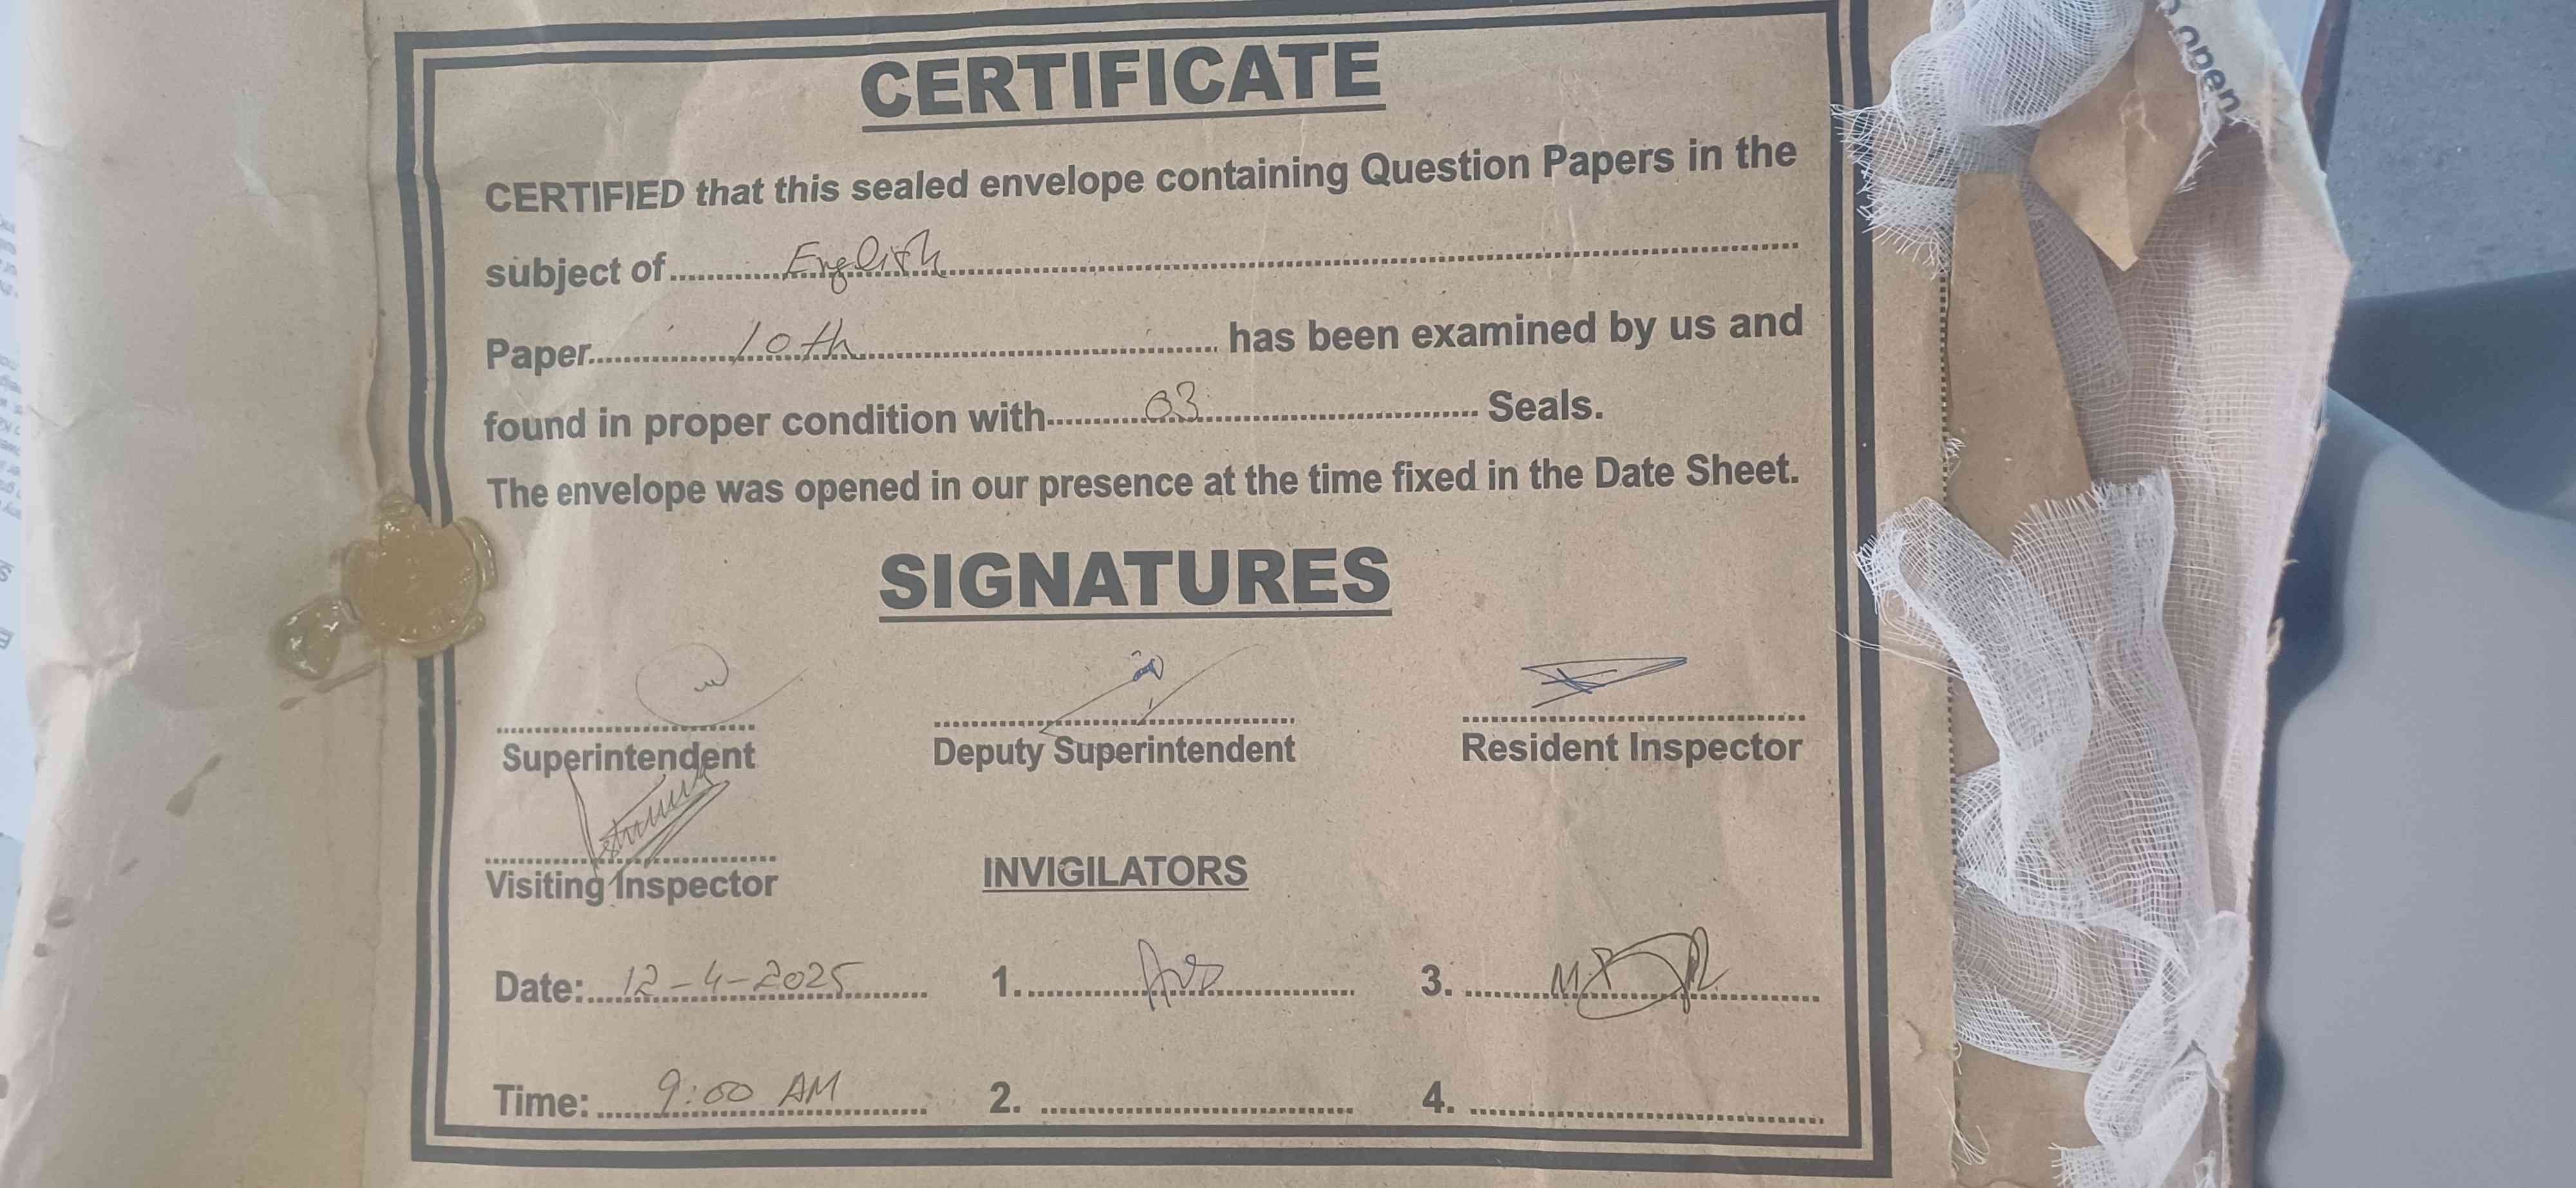 CERTIFICATE
CERTIFIED that this sealed envelope containing Question Papers in the
subject of English
Paper 10th has been examined by us and
found in proper condition with 03 Seals.
The envelope was opened in our presence at the time fixed in the Date Sheet.
SIGNATURES
Superintendent Deputy Superintendent Resident Inspector
Visiting Inspector INVIGILATORS
Date: 12-4-2025 1. 3.
Time: 9:00 AM 2. 4.
open